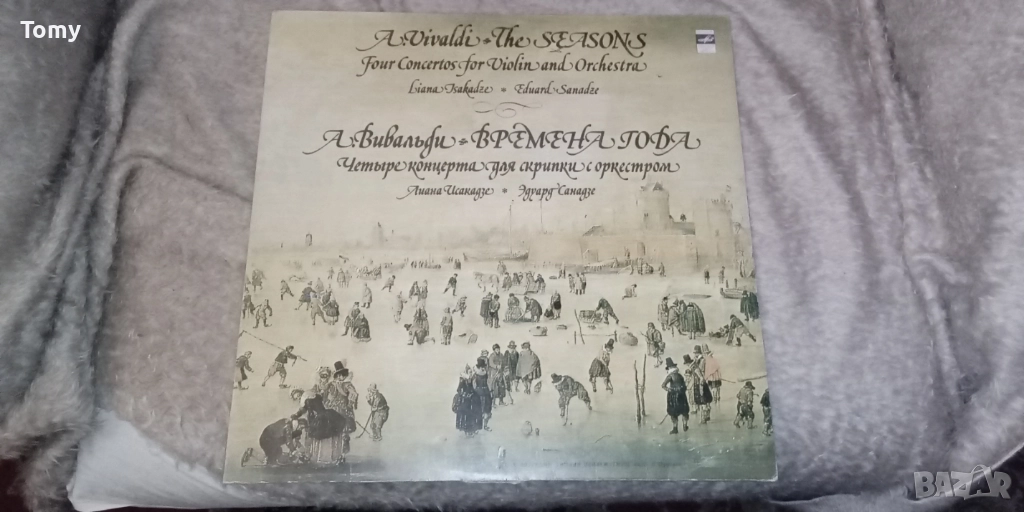 Tomy
A. Vivaldi • The SEASONS
Four Concertos for Violin and Orchestra
Liana Isakadze • Eduard Sanadze
А. Вивальди • ВРЕМЕНА ГОДА
Четыре концерта для скрипки с оркестром
Лиана Исакадзе • Эдуард Санадзе
BAZAR